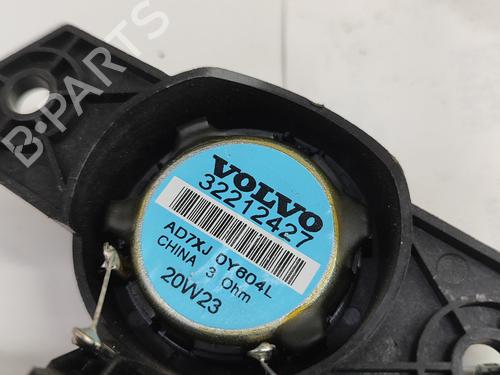 B-PARTS
VOLVO
32212427
AD7XJ 0Y604L
CHINA 3 Ohm
20W23